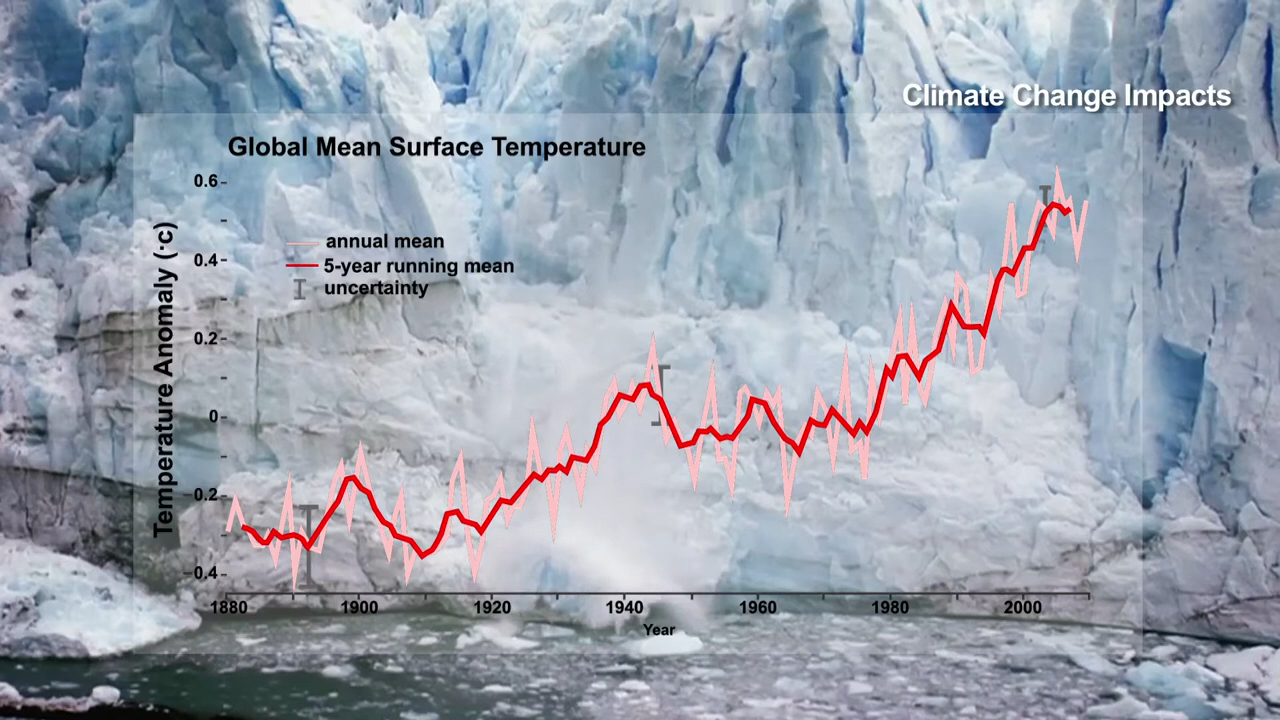 Climate Change Impacts
Global Mean Surface Temperature
0.6
0.4
0.2
0
0.2
-0.4
Temperature Anomaly (·c)
annual mean
5-year running mean
uncertainty
1880 1900 1920 1940 1960 1980 2000
Year